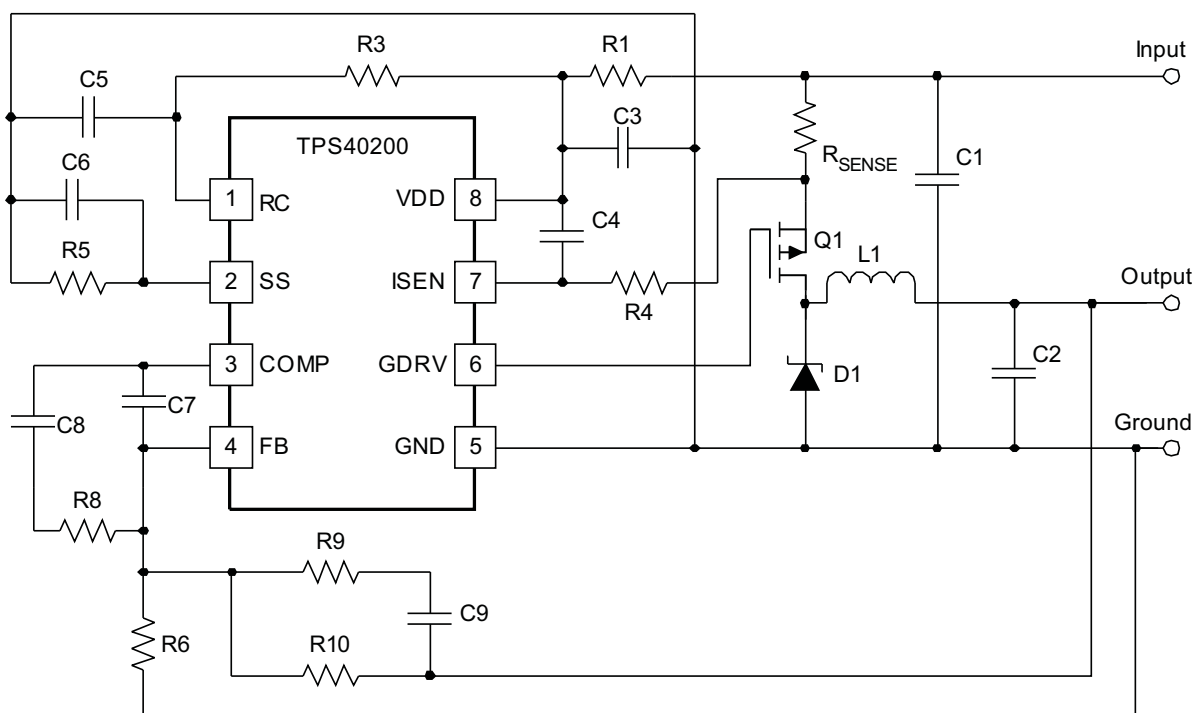 R3
R1
Input
C5
C3
TPS40200
RSENSE
C1
C6
1
RC
VDD
8
C4
Q1
R5
L1
2
SS
ISEN
7
Output
R4
3
COMP
GDRV
6
C2
D1
C7
C8
Ground
4
FB
GND
5
R8
R9
C9
R6
R10